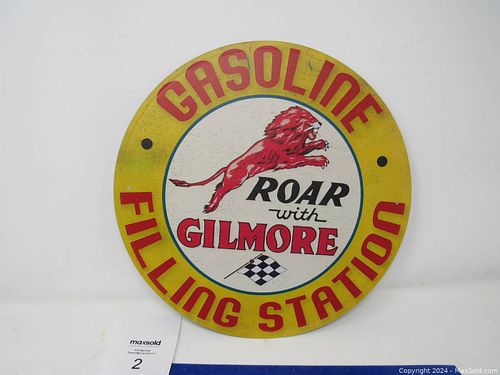 GASOLINE
ROAR
with
GILMORE
FILLING STATION
maxsold
2
Copyright 2024 - MaxSold.com